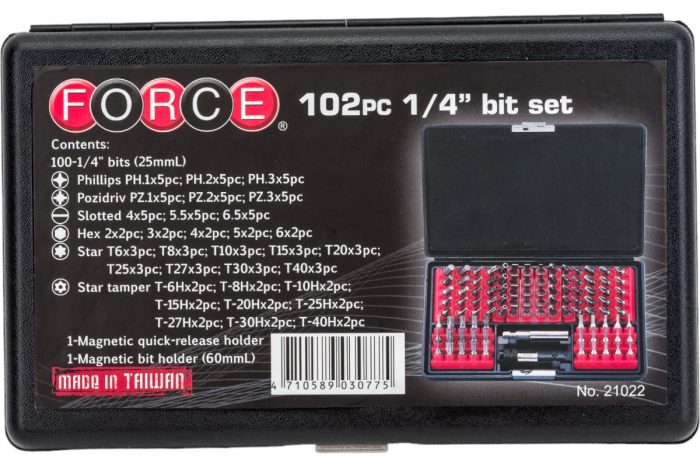 FORCE®
102PC 1/4” bit set
Contents:
100-1/4" bits (25mmL)
Phillips PH.1x5pc; PH.2x5pc; PH.3x5pc
Pozidriv PZ.1x5pc; PZ.2x5pc; PZ.3x5pc
Slotted 4x5pc; 5.5x5pc; 6.5x5pc
Hex 2x2pc; 3x2pc; 4x2pc; 5x2pc; 6x2pc
Star T6x3pc; T8x3pc; T10x3pc; T15x3pc; T20x3pc;
T25x3pc; T27x3pc; T30x3pc; T40x3pc
Star tamper T-6Hx2pc; T-8Hx2pc; T-10Hx2pc;
T-15Hx2pc; T-20Hx2pc; T-25Hx2pc;
T-27Hx2pc; T-30Hx2pc; T-40Hx2pc
1-Magnetic quick-release holder
1-Magnetic bit holder (60mmL)
MADE IN TAIWAN
4 710589 030775
No. 21022